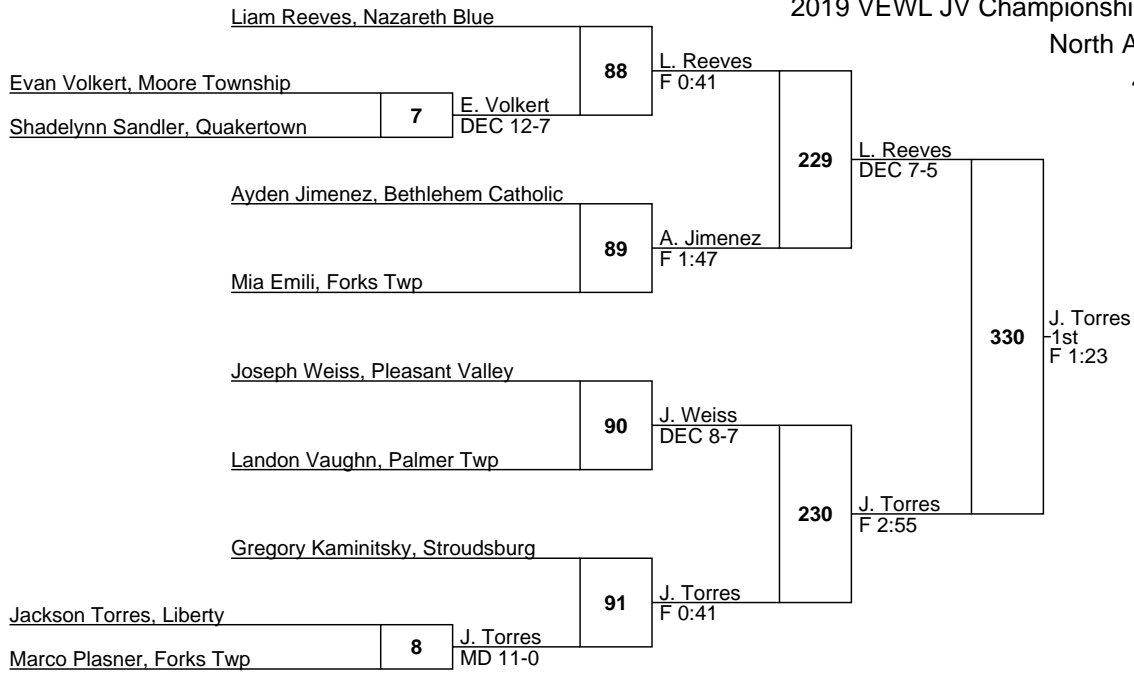 2019 VEWL JV Championshi
North A
Liam Reeves, Nazareth Blue
88
L. Reeves
F 0:41
Evan Volkert, Moore Township
7
E. Volkert
DEC 12-7
Shadelynn Sandler, Quakertown
229
L. Reeves
DEC 7-5
Ayden Jimenez, Bethlehem Catholic
89
A. Jimenez
F 1:47
Mia Emili, Forks Twp
330
J. Torres
1st
F 1:23
Joseph Weiss, Pleasant Valley
90
J. Weiss
DEC 8-7
Landon Vaughn, Palmer Twp
230
J. Torres
F 2:55
Gregory Kaminitsky, Stroudsburg
91
J. Torres
F 0:41
Jackson Torres, Liberty
8
J. Torres
MD 11-0
Marco Plasner, Forks Twp